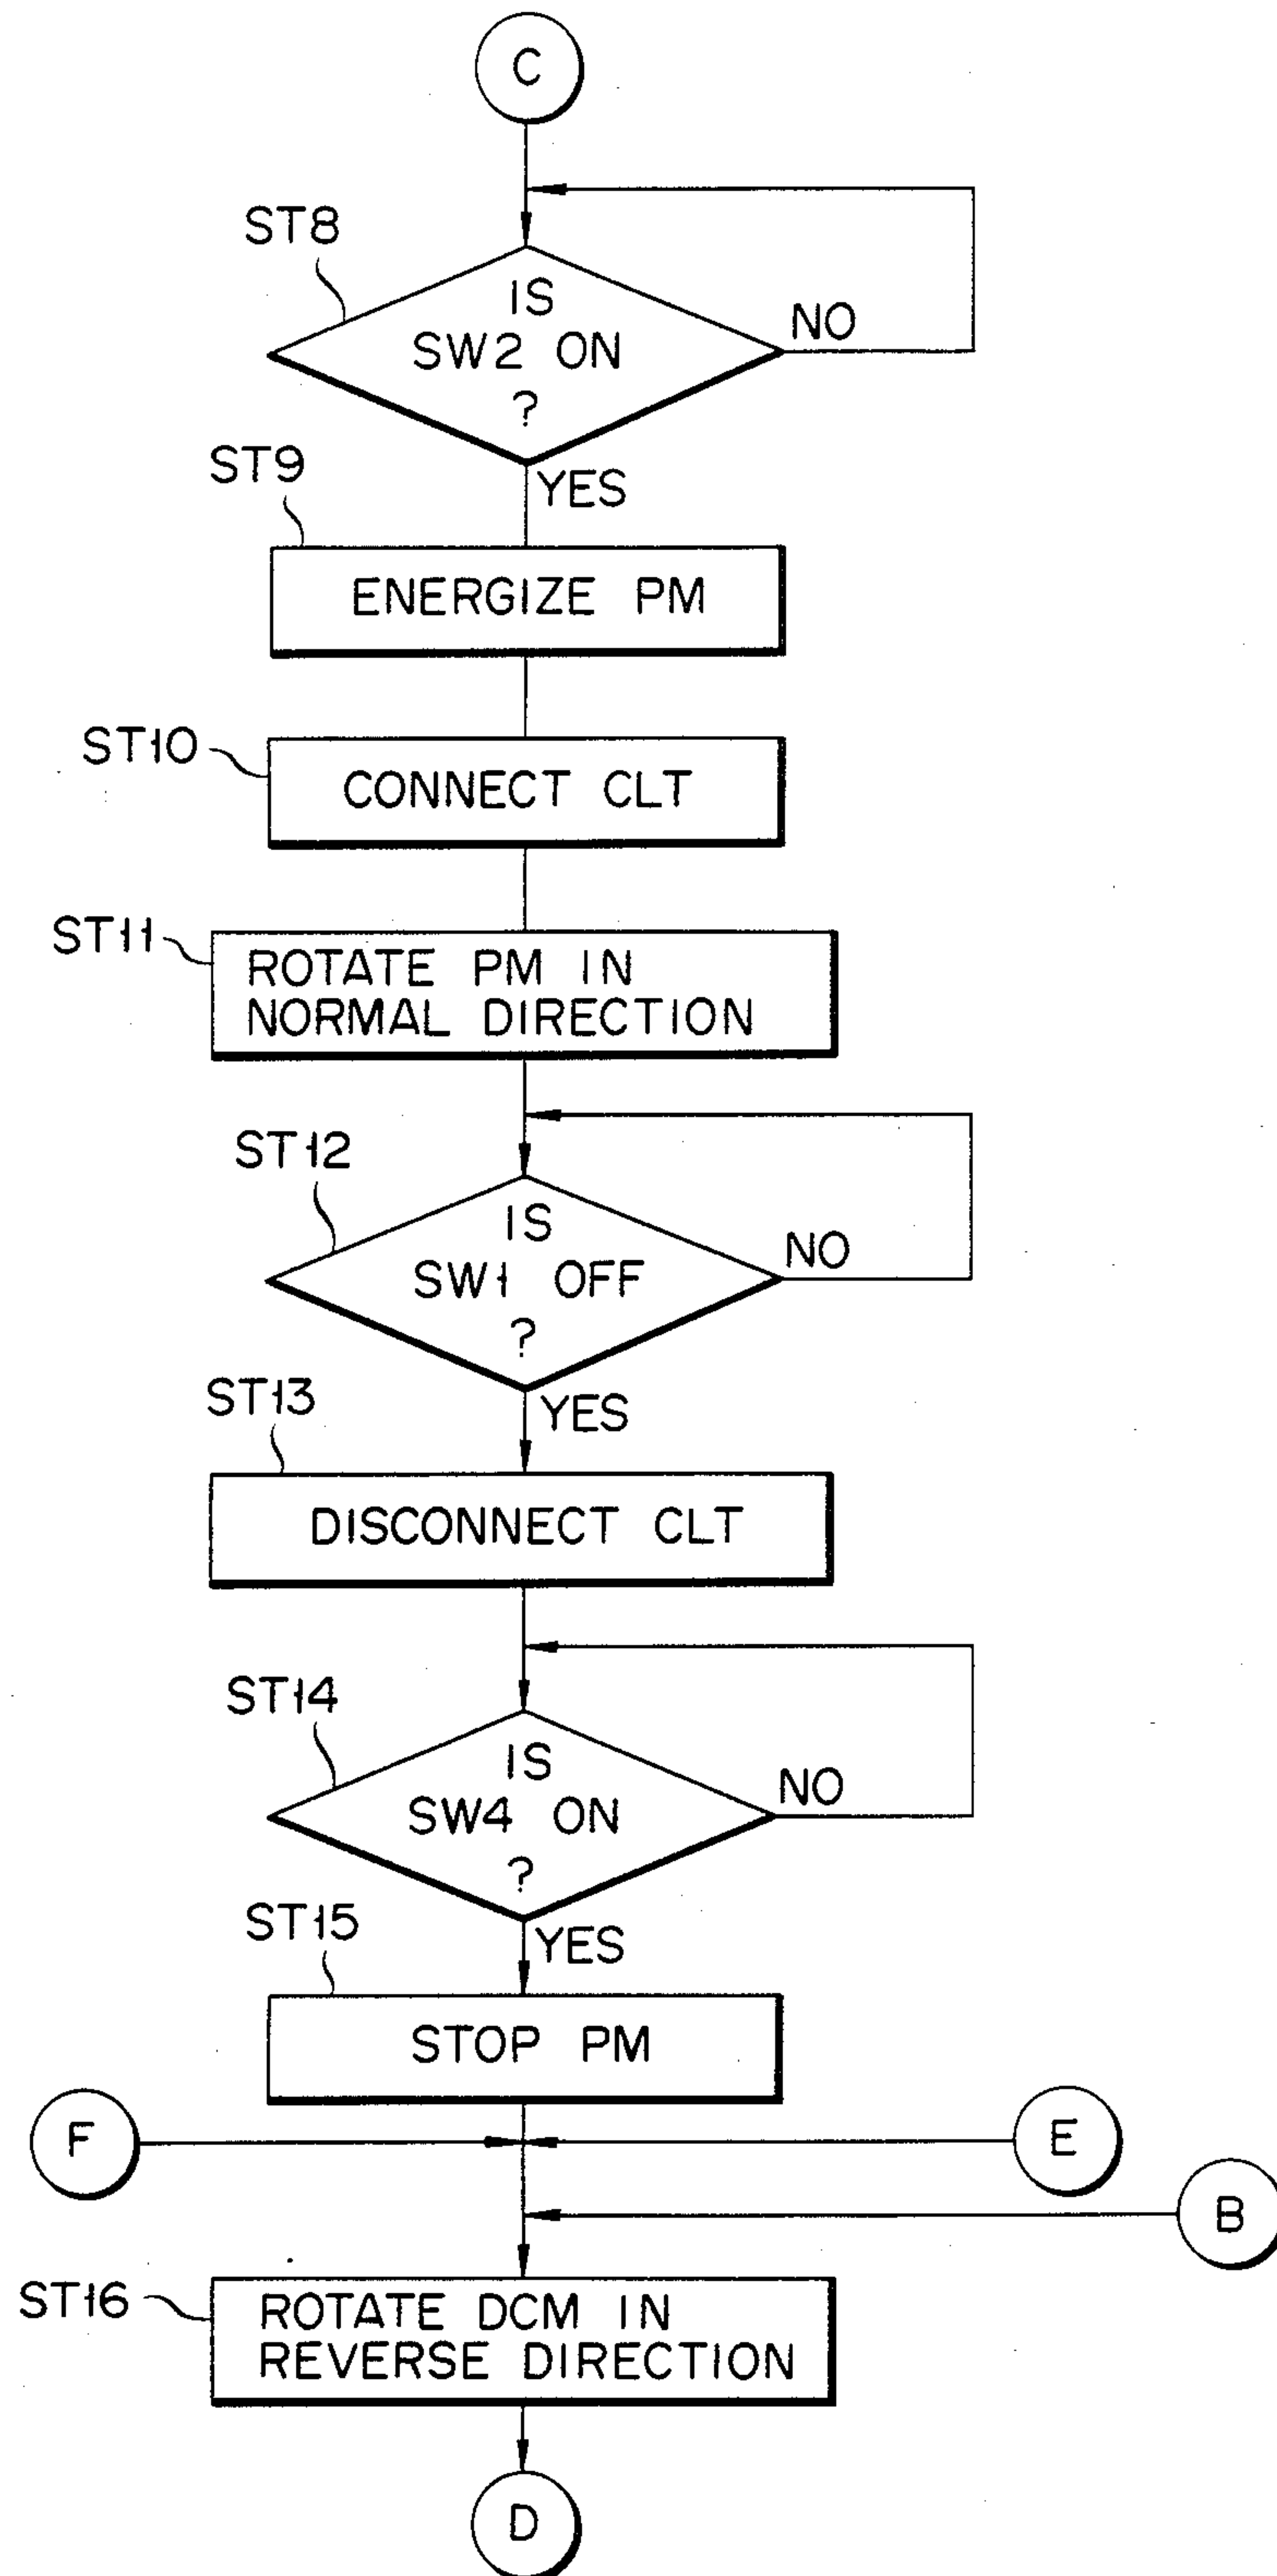 C
ST8
IS
SW2 ON
?
NO
YES
ST9
ENERGIZE PM
ST10
CONNECT CLT
ST11
ROTATE PM IN
NORMAL DIRECTION
ST12
IS
SW1 OFF
?
NO
YES
ST13
DISCONNECT CLT
ST14
IS
SW4 ON
?
NO
YES
ST15
STOP PM
F
E
B
ST16
ROTATE DCM IN
REVERSE DIRECTION
D